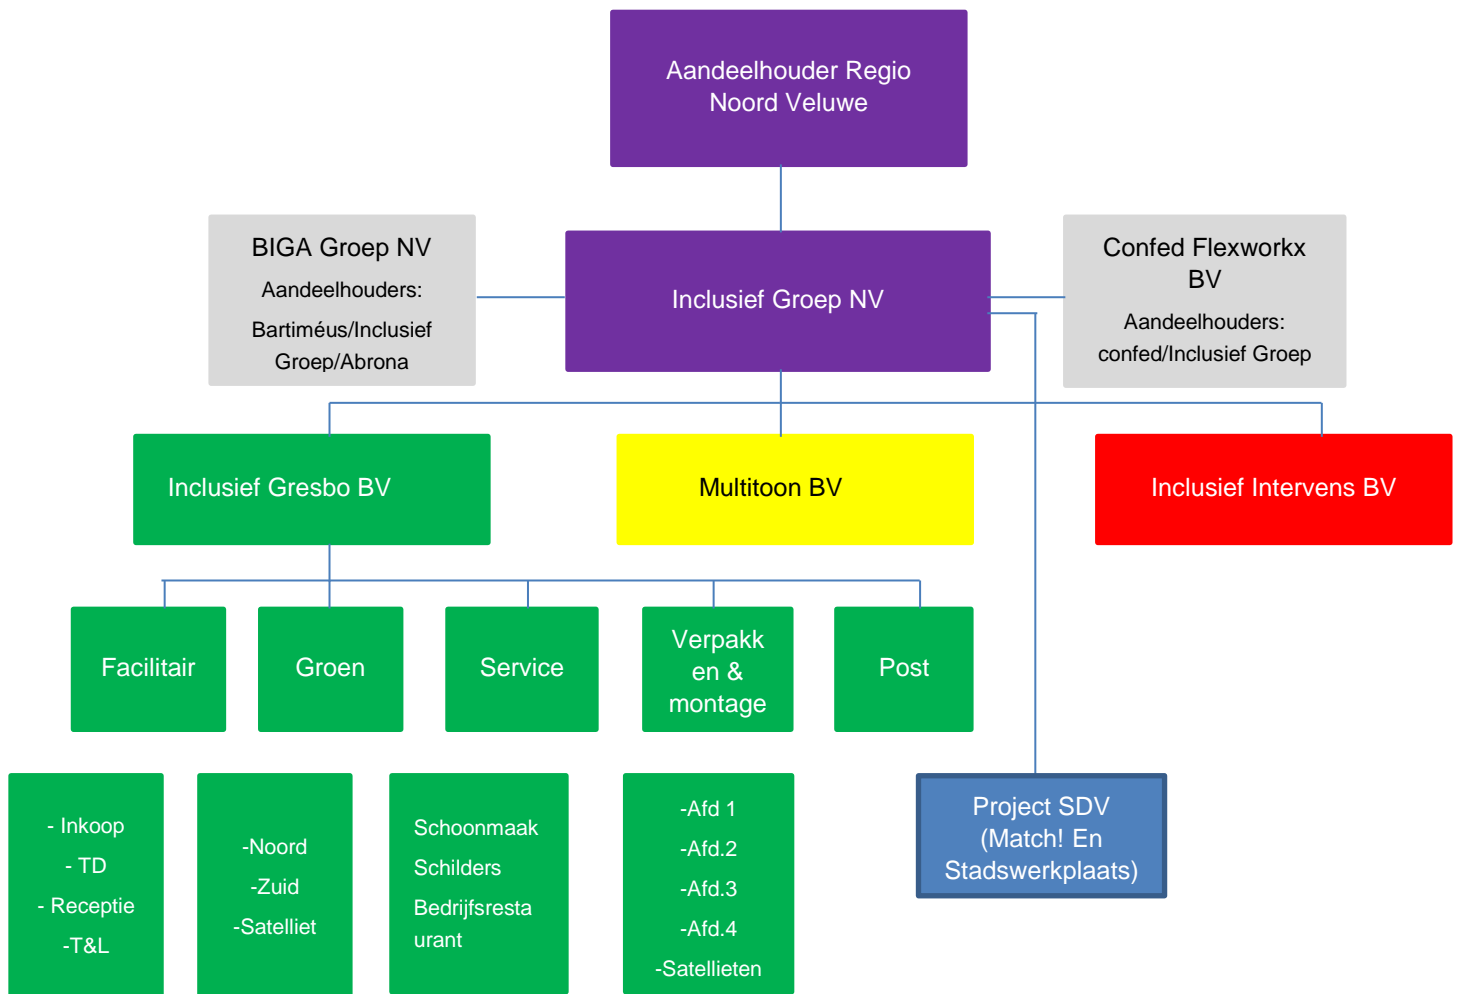 Aandeelhouder Regio
Noord Veluwe
BIGA Groep NV
Aandeelhouders:
Bartiméus/Inclusief
Groep/Abrona
Inclusief Groep NV
Confed Flexworkx
BV
Aandeelhouders:
confed/Inclusief Groep
Inclusief Gresbo BV
Multitoon BV
Inclusief Intervens BV
Facilitair
Groen
Service
Verpakk
en &
montage
Post
- Inkoop
- TD
- Receptie
-T&L
-Noord
-Zuid
-Satelliet
Schoonmaak
Schilders
Bedrijfsresta
urant
-Afd 1
-Afd.2
-Afd.3
-Afd.4
-Satellieten
Project SDV
(Match! En
Stadswerkplaats)